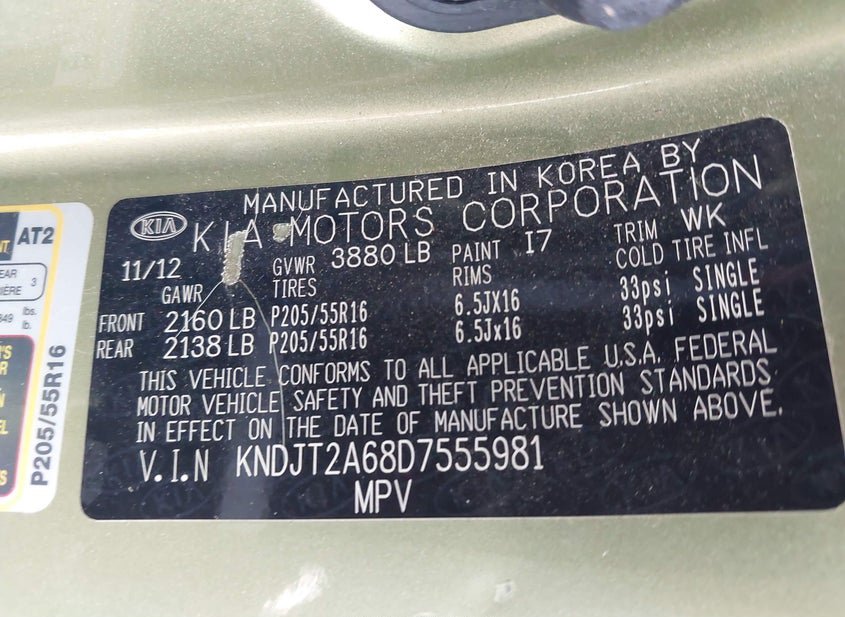 MANUFACTURED IN KOREA BY
KIA KIA MOTORS CORPORATION
11/12 GVWR 3880 LB PAINT I7 TRIM WK
GAWR TIRES RIMS COLD TIRE INFL
FRONT 2160 LB P205/55R16 6.5JX16 33psi SINGLE
REAR 2138 LB P205/55R16 6.5Jx16 33psi SINGLE
THIS VEHICLE CONFORMS TO ALL APPLICABLE U.S.A. FEDERAL
MOTOR VEHICLE SAFETY AND THEFT PREVENTION STANDARDS
IN EFFECT ON THE DATE OF MANUFACTURE SHOWN ABOVE.
V.I.N KNDJT2A68D7555981
MPV
AT2
3
lbs.
lb.
P205/55R16